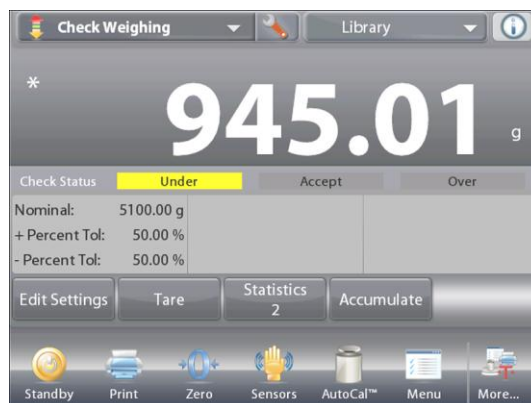 Check Weighing
Library
* 945.01 g
Check Status Under Accept Over
Nominal: 5100.00 g
+ Percent Tol: 50.00 %
- Percent Tol: 50.00 %
Edit Settings Tare Statistics 2 Accumulate
Standby Print Zero Sensors AutoCal™ Menu More...